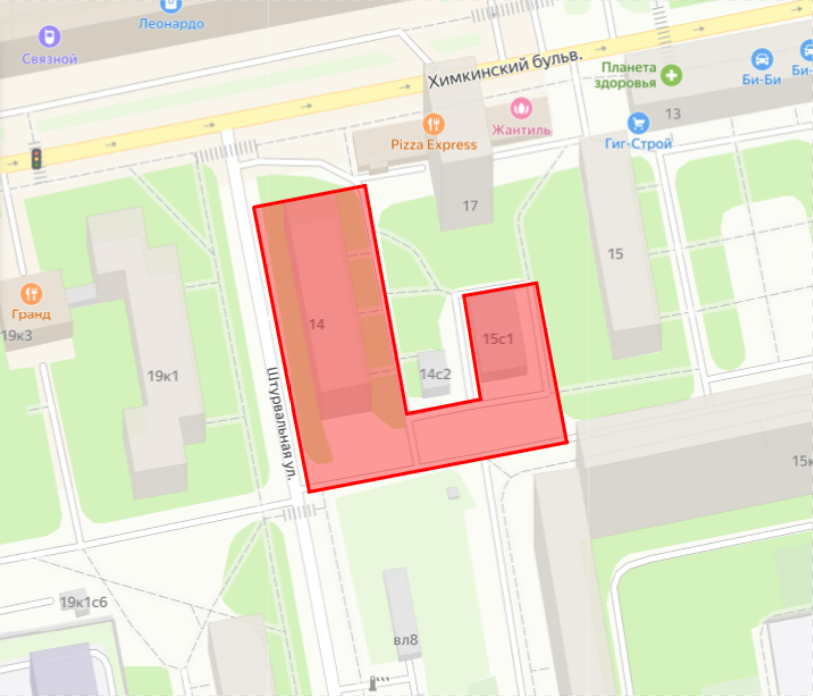 Леонардо
Связной
Химкинский бульв.
Планета
здоровья
Би-Би
Би-
13
Pizza Express
Жантиль
Гиг-Строй
17
15
Гранд
19к3
14
15с1
14с2
19к1
Штурвальная ул.
15к
19к1с6
вл8